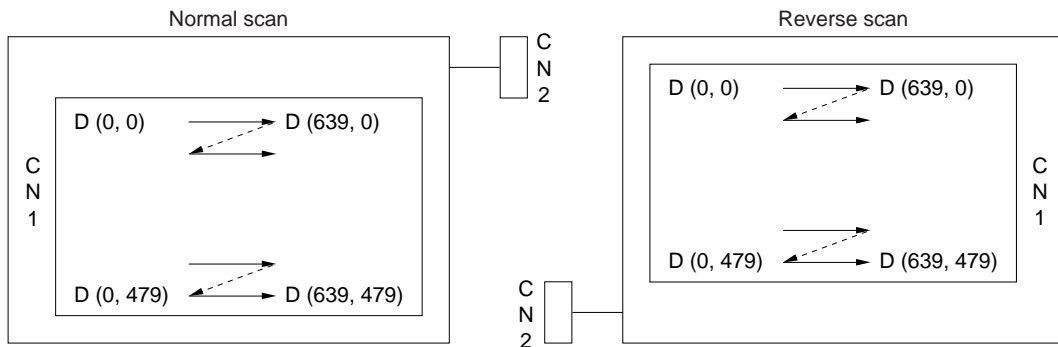 Normal scan
C
N
2
D (0, 0) D (639, 0)
C
N
1
D (0, 479) D (639, 479)
Reverse scan
D (0, 0) D (639, 0)
C
N
1
D (0, 479) D (639, 479)
C
N
2